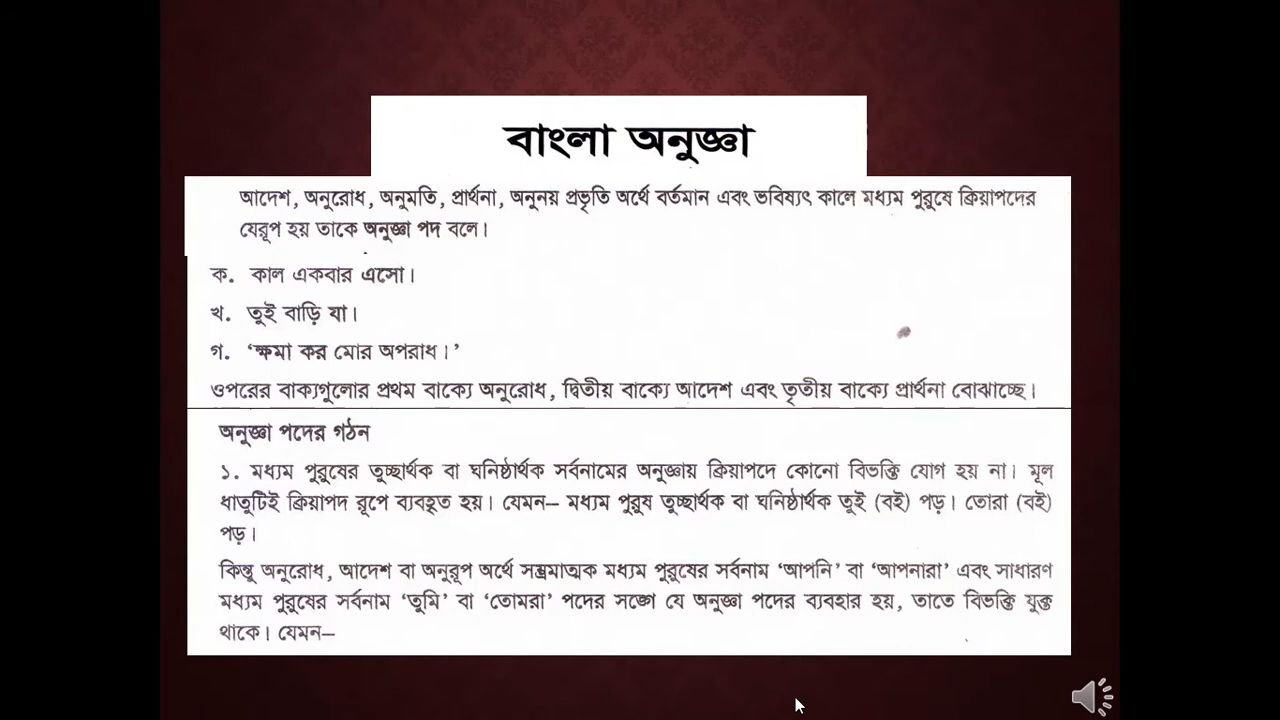 বাংলা অনুজ্ঞা
আদেশ, অনুরোধ, অনুমতি, প্রার্থনা, অনুনয় প্রভৃতি অর্থে বর্তমান এবং ভবিষ্যৎ কালে মধ্যম পুরুষে ক্রিয়াপদের
যেরূপ হয় তাকে অনুজ্ঞা পদ বলে।
ক. কাল একবার এসো।
খ. তুই বাড়ি যা।
গ. ‘ক্ষমা কর মোর অপরাধ।’
ওপরের বাক্যগুলোর প্রথম বাক্যে অনুরোধ, দ্বিতীয় বাক্যে আদেশ এবং তৃতীয় বাক্যে প্রার্থনা বোঝাচ্ছে।
অনুজ্ঞা পদের গঠন
১. মধ্যম পুরুষের তুচ্ছার্থক বা ঘনিষ্ঠার্থক সর্বনামের অনুজ্ঞায় ক্রিয়াপদে কোনো বিভক্তি যোগ হয় না। মূল
ধাতুটিই ক্রিয়াপদ রূপে ব্যবহৃত হয়। যেমন– মধ্যম পুরুষ তুচ্ছার্থক বা ঘনিষ্ঠার্থক তুই (বই) পড়। তোরা (বই)
পড়।
কিন্তু অনুরোধ, আদেশ বা অনুরূপ অর্থে সম্ভ্রমাত্মক মধ্যম পুরুষের সর্বনাম ‘আপনি’ বা ‘আপনারা’ এবং সাধারণ
মধ্যম পুরুষের সর্বনাম ‘তুমি’ বা ‘তোমরা’ পদের সঙ্গে যে অনুজ্ঞা পদের ব্যবহার হয়, তাতে বিভক্তি যুক্ত
থাকে। যেমন–